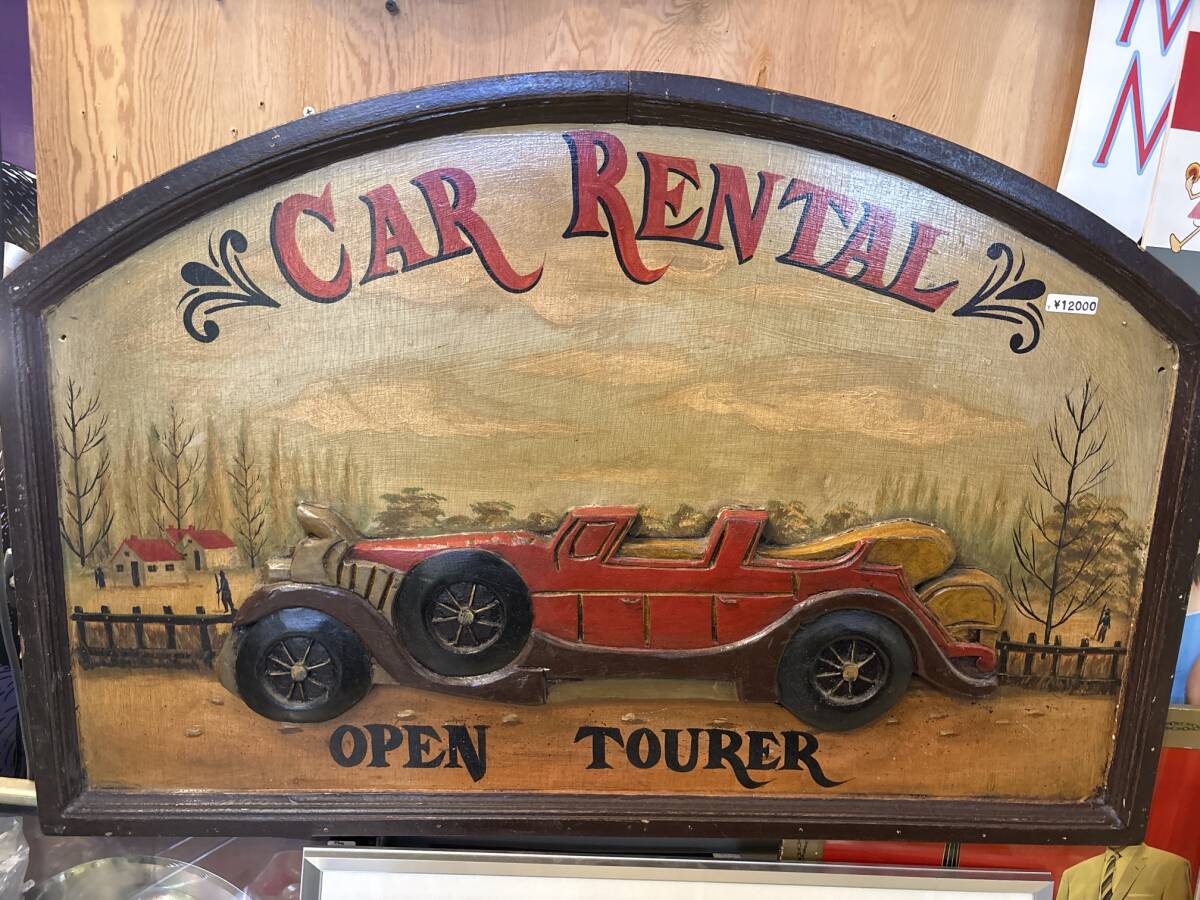 CAR RENTAL
¥12000
OPEN TOURER